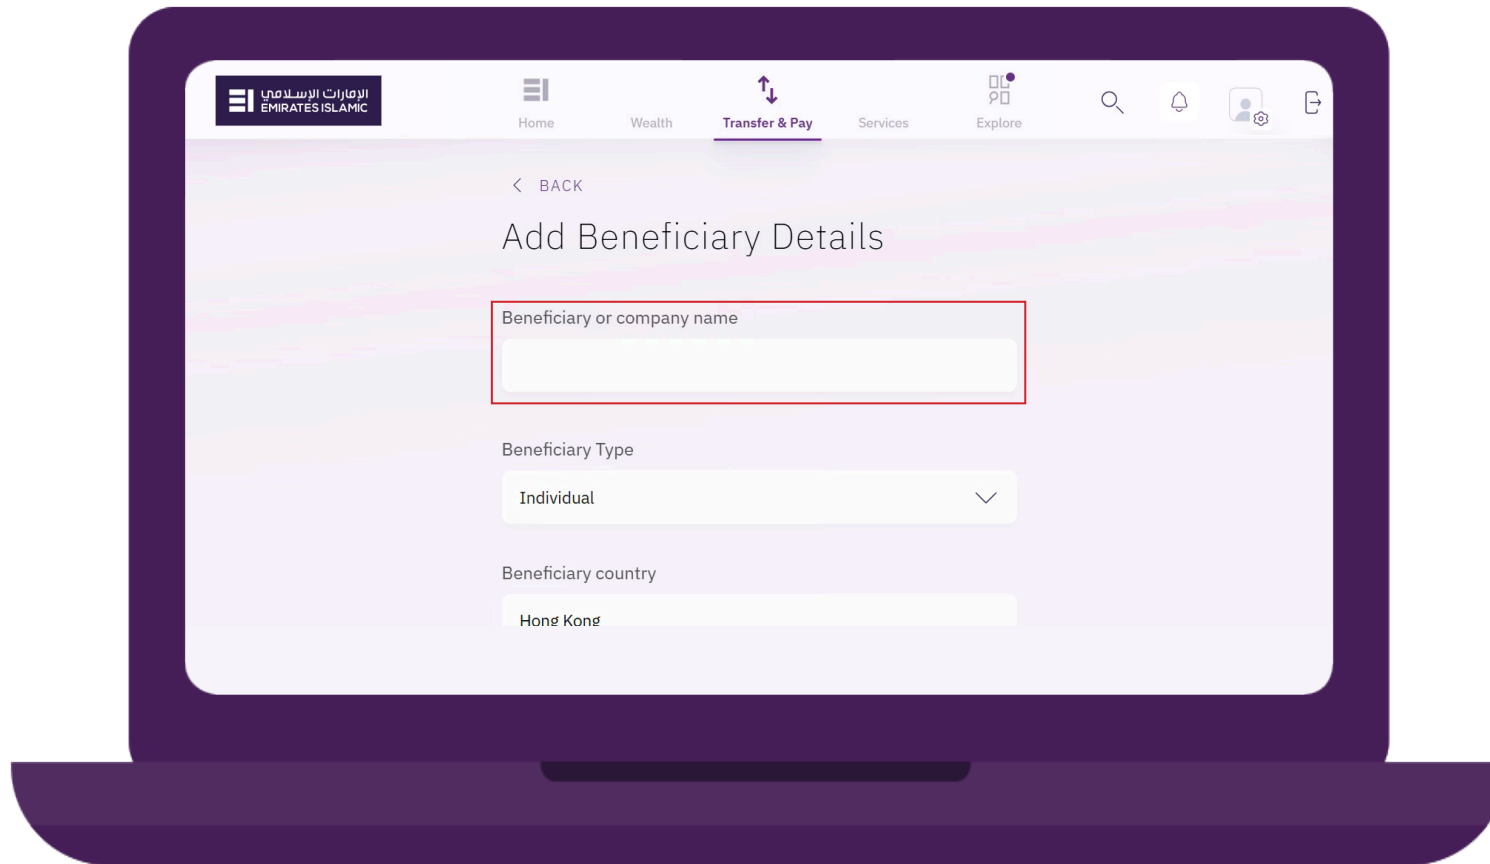 الإمارات الإسلامي
EMIRATES ISLAMIC
Home
Wealth
Transfer & Pay
Services
Explore
BACK
Add Beneficiary Details
Beneficiary or company name
Beneficiary Type
Individual
Beneficiary country
Hong Kong